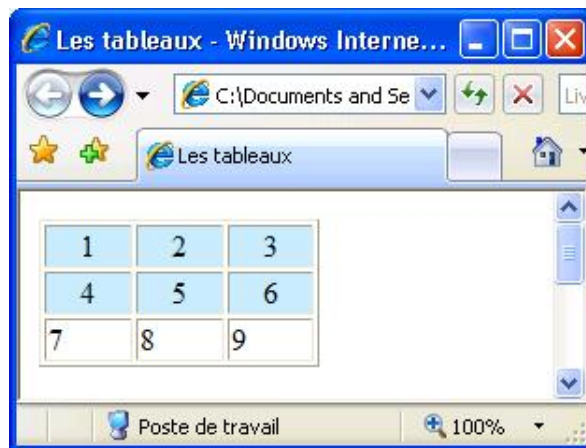 Les tableaux - Windows Interne...
C:\Documents and Se
Liv
Les tableaux
1 2 3
4 5 6
7 8 9
Poste de travail 100%